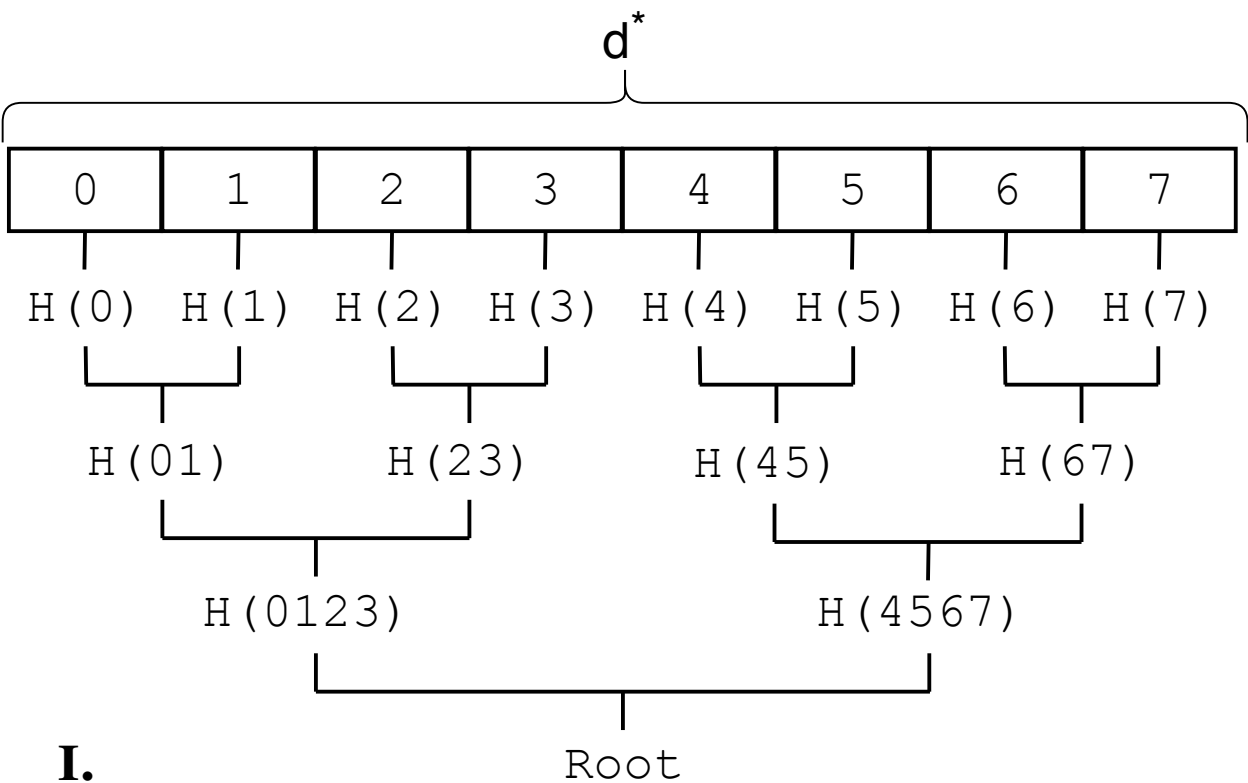 d*
0 1 2 3 4 5 6 7
H(0) H(1) H(2) H(3) H(4) H(5) H(6) H(7)
H(01) H(23) H(45) H(67)
H(0123) H(4567)
I. Root